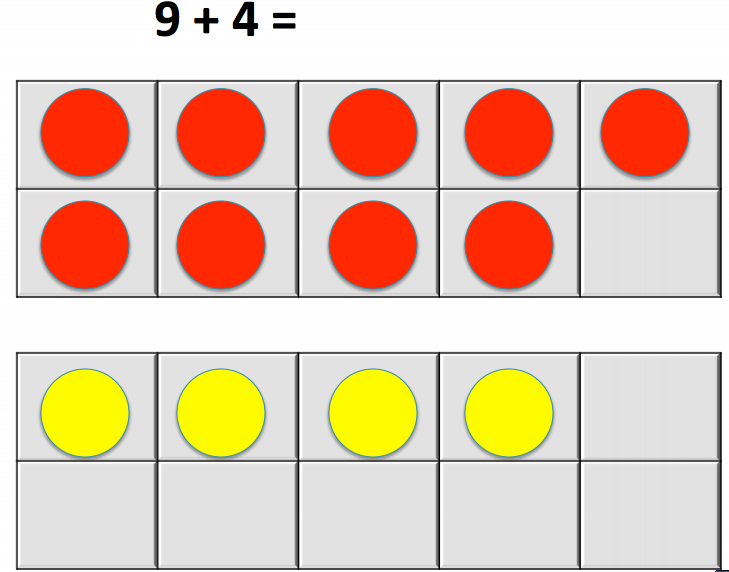 9 + 4 =